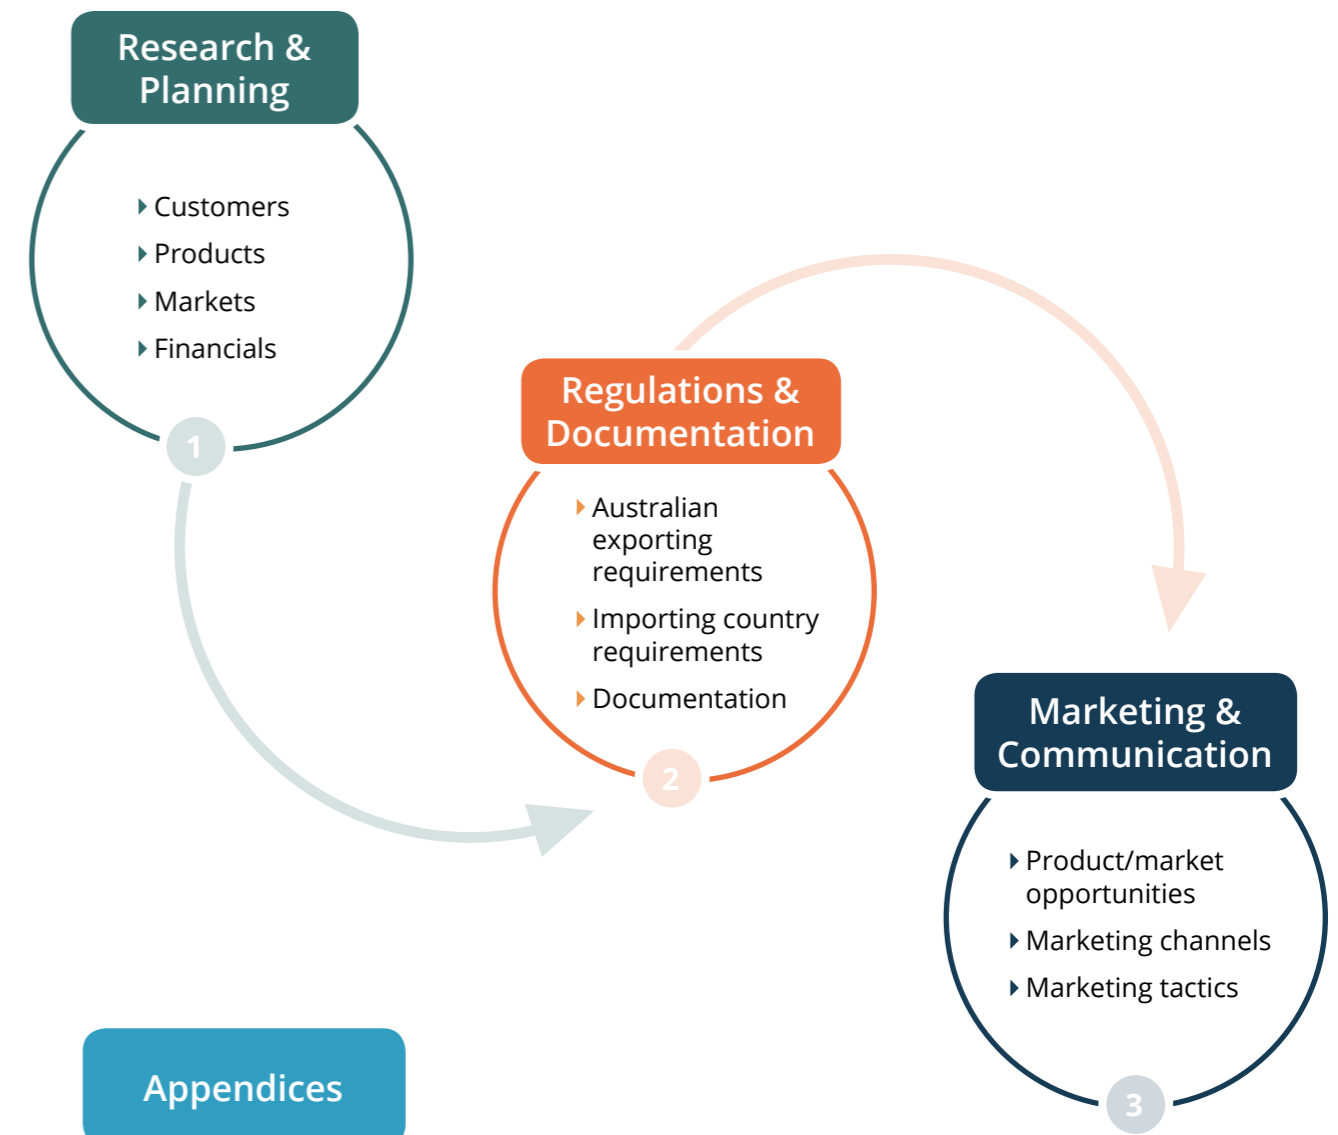 Research &
Planning
Customers
Products
Markets
Financials
1
Regulations &
Documentation
Australian
exporting
requirements
Importing country
requirements
Documentation
2
Marketing &
Communication
Product/market
opportunities
Marketing channels
Marketing tactics
3
Appendices